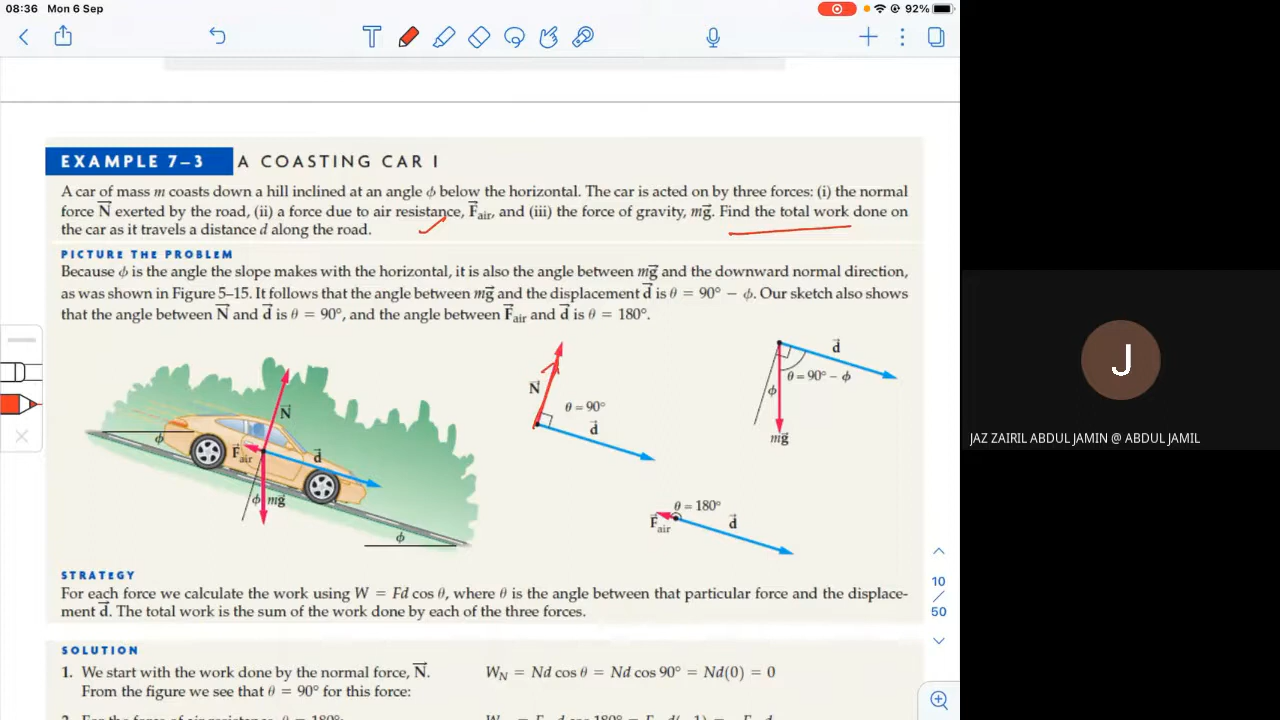 08:36 Mon 6 Sep
92%
EXAMPLE 7–3 A COASTING CAR I
A car of mass m coasts down a hill inclined at an angle ϕ below the horizontal. The car is acted on by three forces: (i) the normal
force N⃗ exerted by the road, (ii) a force due to air resistance, F⃗air, and (iii) the force of gravity, mg⃗. Find the total work done on
the car as it travels a distance d along the road.
PICTURE THE PROBLEM
Because ϕ is the angle the slope makes with the horizontal, it is also the angle between mg⃗ and the downward normal direction,
as was shown in Figure 5–15. It follows that the angle between mg⃗ and the displacement d⃗ is θ = 90° − ϕ. Our sketch also shows
that the angle between N⃗ and d⃗ is θ = 90°, and the angle between F⃗air and d⃗ is θ = 180°.
N⃗
ϕ
F⃗air
d⃗
ϕ
mg⃗
ϕ
N⃗
θ = 90°
d⃗
d⃗
θ = 90° − ϕ
ϕ
mg⃗
θ = 180°
F⃗air
d⃗
STRATEGY
For each force we calculate the work using W = Fd cos θ, where θ is the angle between that particular force and the displace-
ment d⃗. The total work is the sum of the work done by each of the three forces.
SOLUTION
1. We start with the work done by the normal force, N⃗. W_N = Nd cos θ = Nd cos 90° = Nd(0) = 0
From the figure we see that θ = 90° for this force:
10
/
50
J
JAZ ZAIRIL ABDUL JAMIN @ ABDUL JAMIL